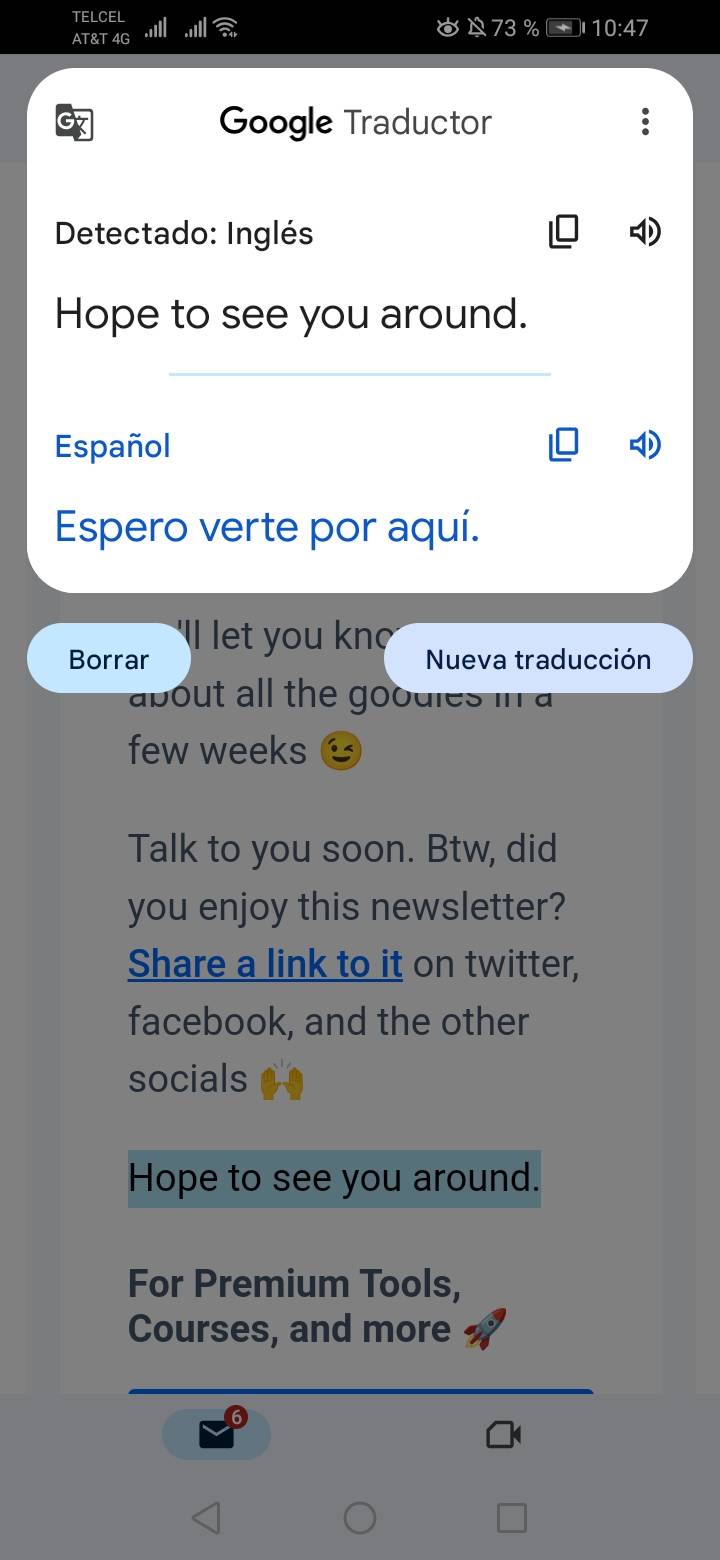 TELCEL
AT&T 4G
73 % 10:47
Google Traductor
Detectado: Inglés
Hope to see you around.
Español
Espero verte por aquí.
'll let you kno
Borrar
Nueva traducción
about all the goodies in a
few weeks 😉
Talk to you soon. Btw, did
you enjoy this newsletter?
Share a link to it on twitter,
facebook, and the other
socials 🙌
Hope to see you around.
For Premium Tools,
Courses, and more 🚀
6